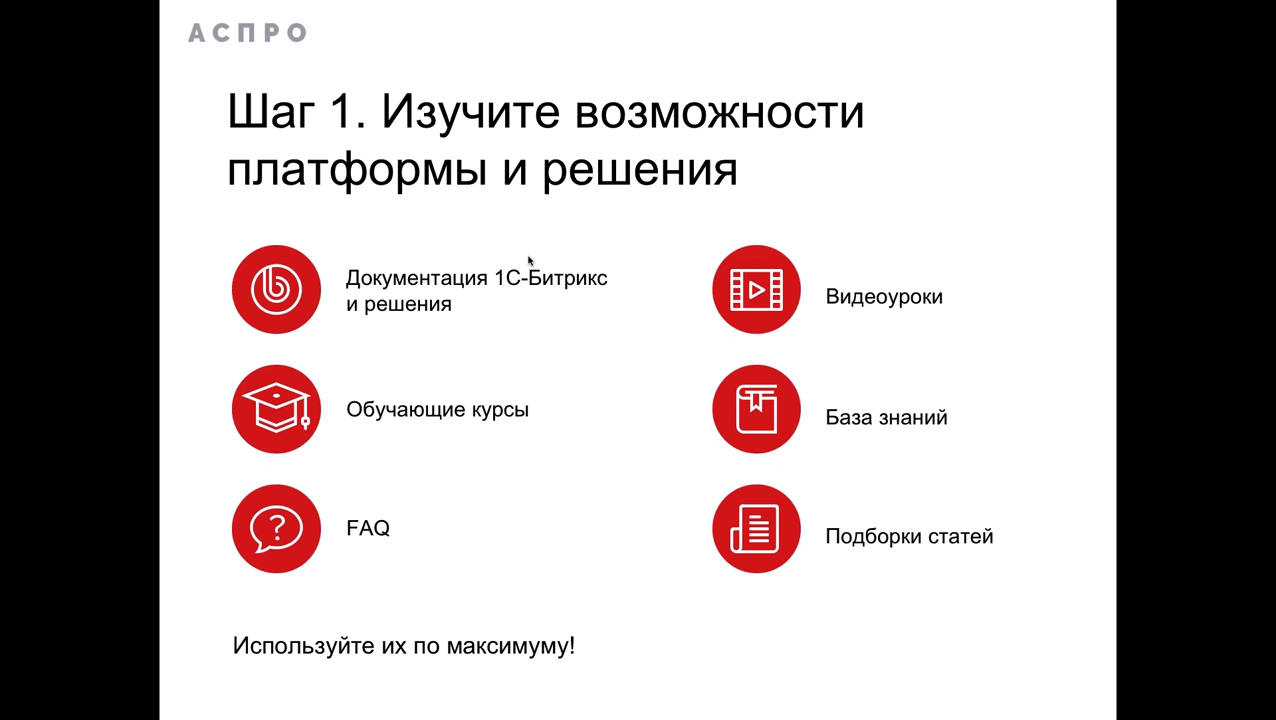 АСПРО
Шаг 1. Изучите возможности
платформы и решения
Документация 1С-Битрикс
и решения
Видеоуроки
Обучающие курсы
База знаний
FAQ
Подборки статей
Используйте их по максимуму!